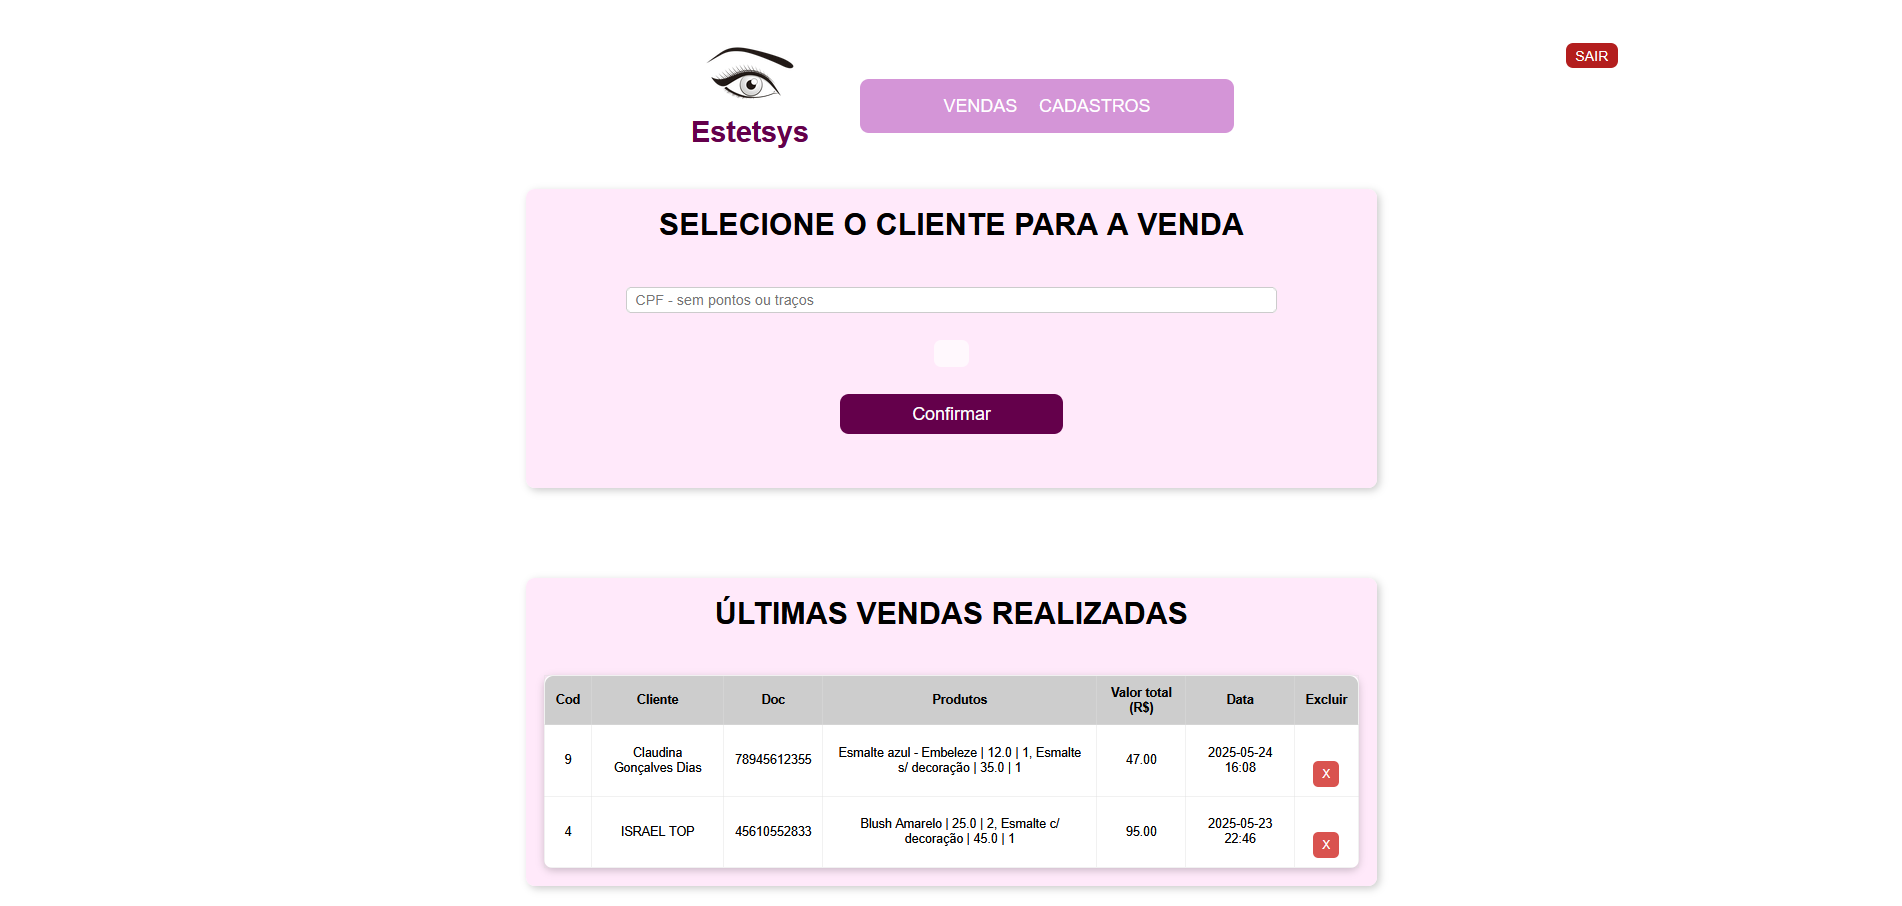 SAIR
VENDAS CADASTROS
Estetsys
SELECIONE O CLIENTE PARA A VENDA
CPF - sem pontos ou traços
Confirmar
ÚLTIMAS VENDAS REALIZADAS
Cod Cliente Doc Produtos Valor total (R$) Data Excluir
9 Claudina Gonçalves Dias 78945612355 Esmalte azul - Embeleze | 12.0 | 1, Esmalte s/ decoração | 35.0 | 1 47.00 2025-05-24 16:08 X
4 ISRAEL TOP 45610552833 Blush Amarelo | 25.0 | 2, Esmalte c/ decoração | 45.0 | 1 95.00 2025-05-23 22:46 X